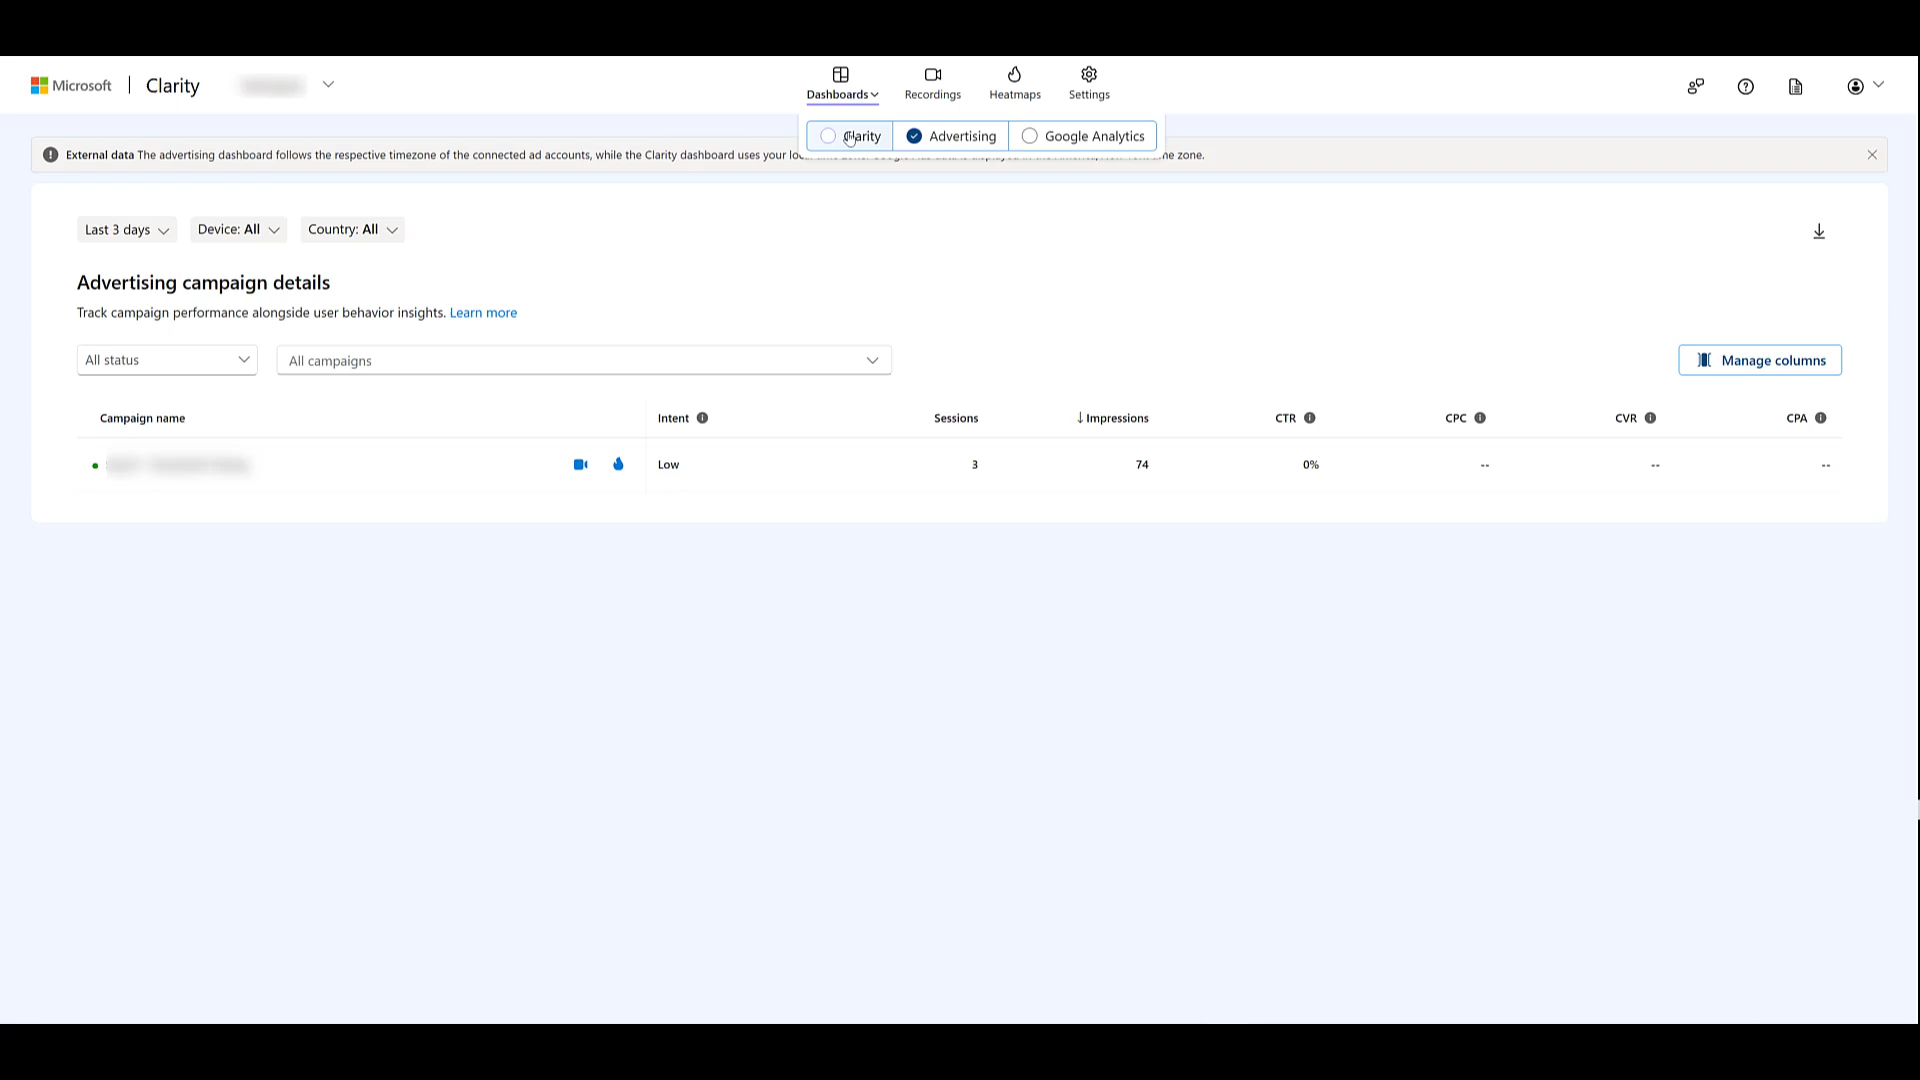 Microsoft | Clarity
Dashboards
Recordings
Heatmaps
Settings
Clarity
Advertising
Google Analytics
External data The advertising dashboard follows the respective timezone of the connected ad accounts, while the Clarity dashboard uses your
Last 3 days
Device: All
Country: All
Advertising campaign details
Track campaign performance alongside user behavior insights. Learn more
All status
All campaigns
Manage columns
Campaign name
Intent
Sessions
↓ Impressions
CTR
CPC
CVR
CPA
Low
3
74
0%
--
--
--